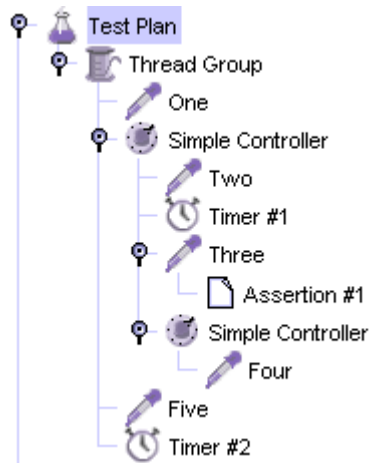 Test Plan
Thread Group
One
Simple Controller
Two
Timer #1
Three
Assertion #1
Simple Controller
Four
Five
Timer #2